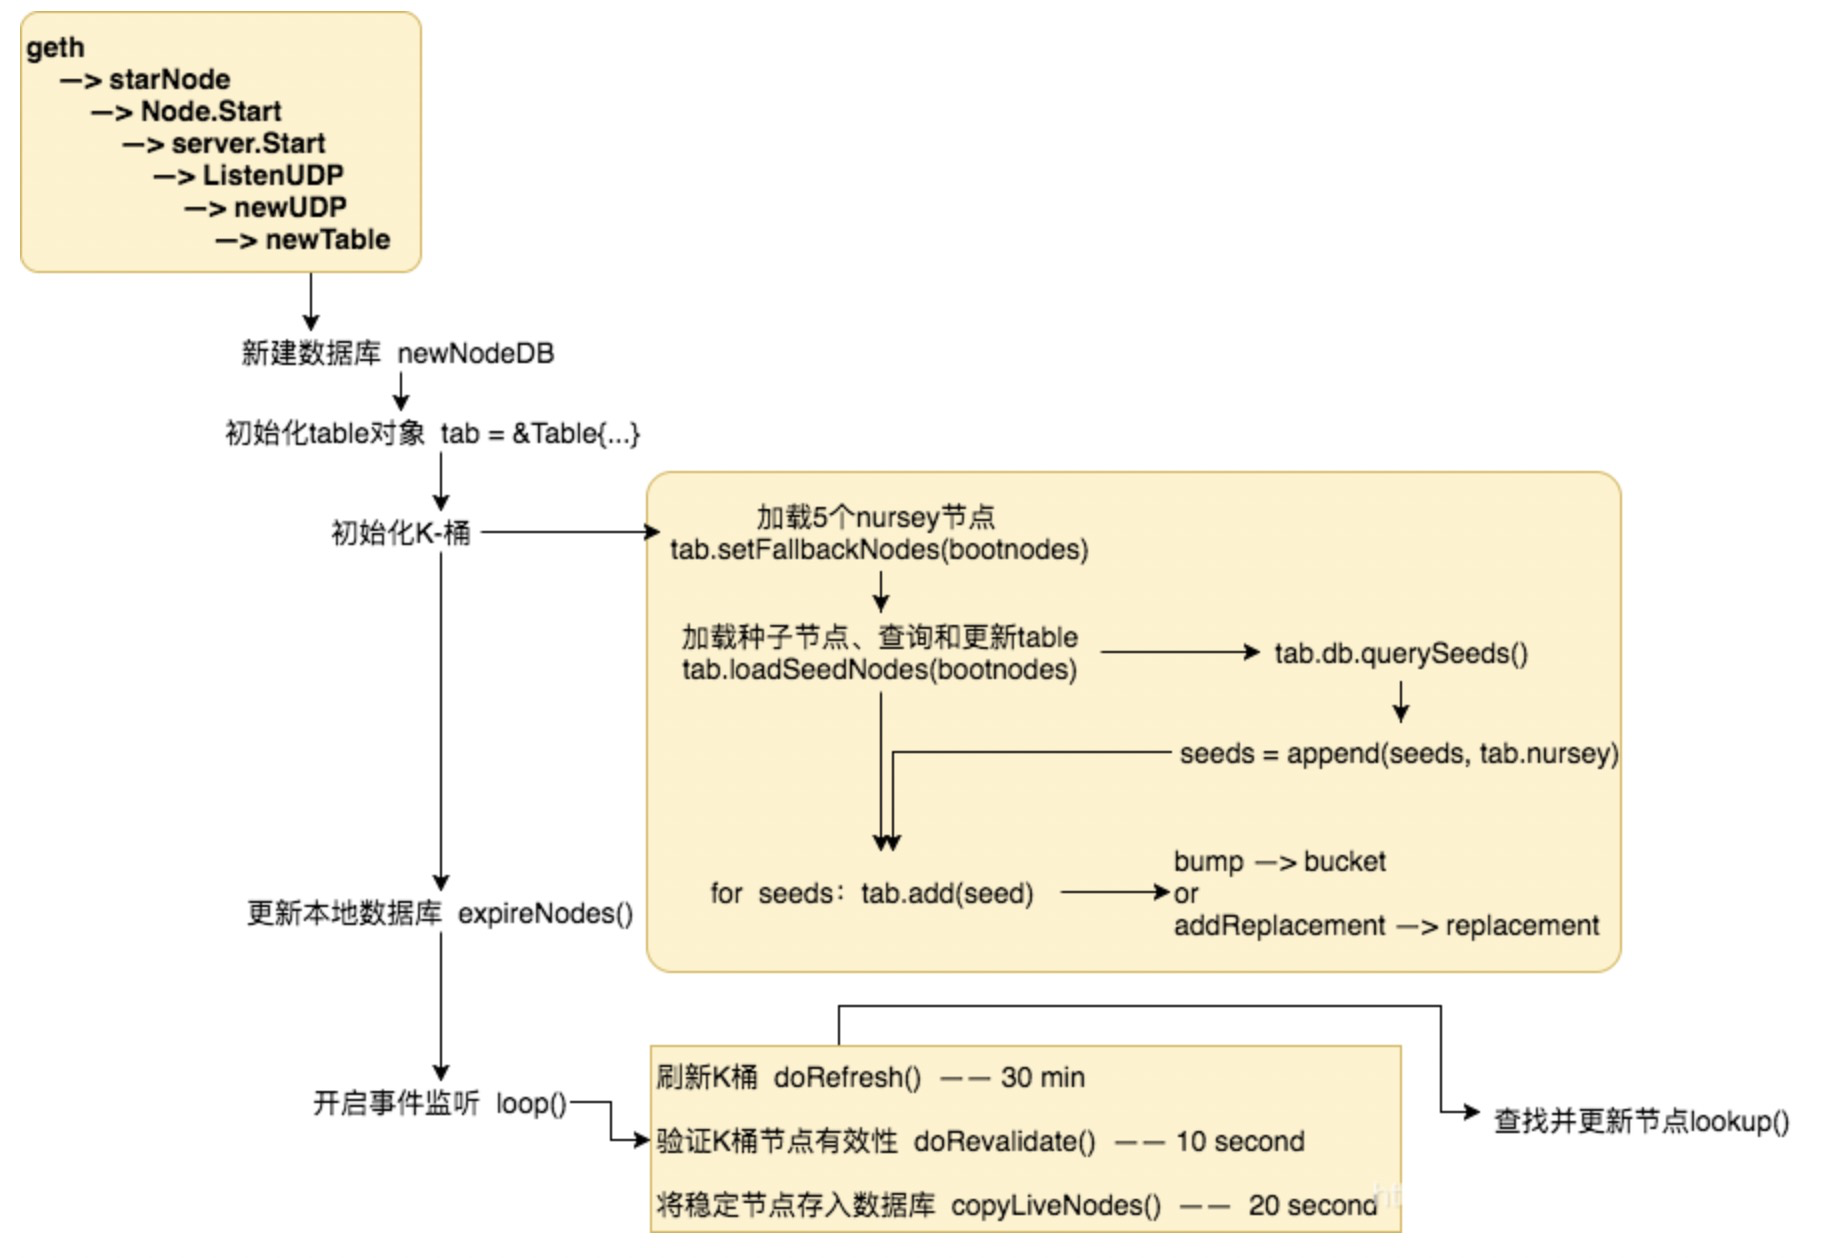 geth
—> starNode
—> Node.Start
—> server.Start
—> ListenUDP
—> newUDP
—> newTable
新建数据库 newNodeDB
初始化table对象 tab = &Table{...}
初始化K-桶
加载5个nursey节点
tab.setFallbackNodes(bootnodes)
加载种子节点、查询和更新table
tab.loadSeedNodes(bootnodes)
tab.db.querySeeds()
seeds = append(seeds, tab.nursey)
for seeds：tab.add(seed)
bump —> bucket
or
addReplacement —> replacement
更新本地数据库 expireNodes()
开启事件监听 loop()
刷新K桶 doRefresh() —— 30 min
验证K桶节点有效性 doRevalidate() —— 10 second
将稳定节点存入数据库 copyLiveNodes() —— 20 second
查找并更新节点lookup()